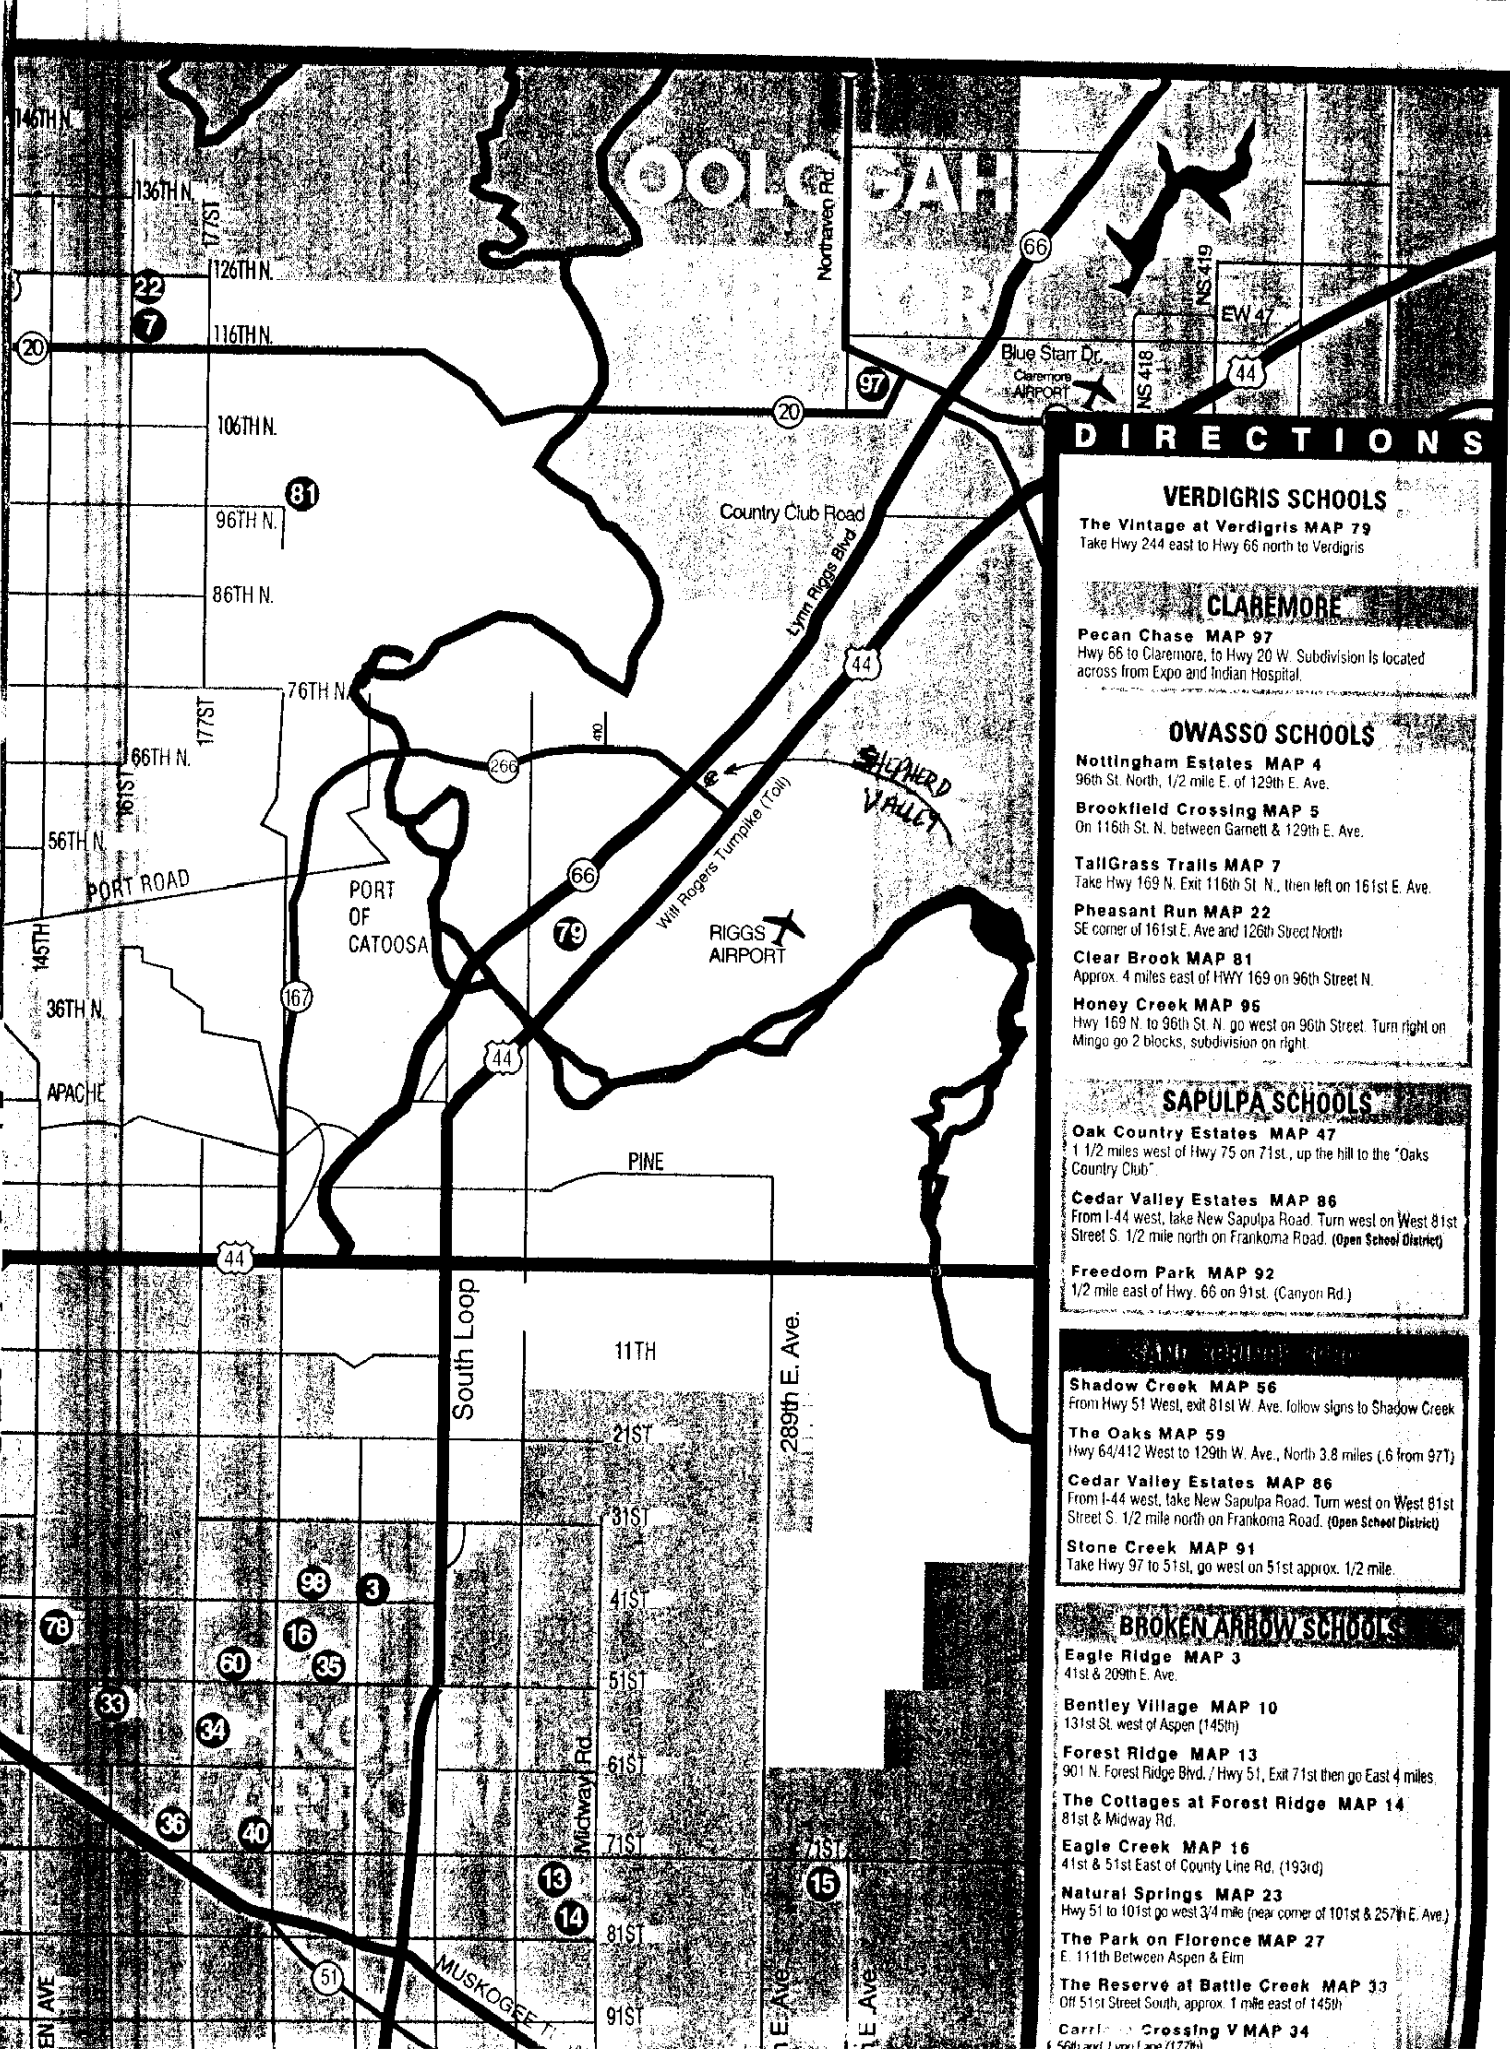 146TH N.
OOLOGAH
136TH N.
177ST
Northaven Rd.
66
126TH N.
22
7
NS 419
EW 47
20
116TH N.
Blue Starr Dr.
Claremore
AIRPORT
NS 418
44
97
20
106TH N.
81
96TH N.
Country Club Road
Lynn Riggs Blvd
86TH N.
44
76TH N.
177ST
410
66TH N.
161ST
266
SHEPHERD
VALLEY
Will Rogers Turnpike (Toll)
56TH N.
PORT ROAD
PORT
OF
CATOOSA
66
79
RIGGS
AIRPORT
145TH
167
36TH N.
44
APACHE
PINE
44
South Loop
289th E. Ave.
11TH
21ST
31ST
98
3
41ST
78
16
60
35
51ST
33
34
Midway Rd.
61ST
36
40
71ST
71ST
13
15
14
81ST
51
MUSKOGEE
91ST
EN AVE
E. Ave.
E. Ave.
DIRECTIONS
VERDIGRIS SCHOOLS
The Vintage at Verdigris MAP 79
Take Hwy 244 east to Hwy 66 north to Verdigris
CLAREMORE
Pecan Chase MAP 97
Hwy 66 to Claremore, to Hwy 20 W. Subdivision is located
across from Expo and Indian Hospital.
OWASSO SCHOOLS
Nottingham Estates MAP 4
96th St. North, 1/2 mile E. of 129th E. Ave.
Brookfield Crossing MAP 5
On 116th St. N. between Garnett & 129th E. Ave.
TallGrass Trails MAP 7
Take Hwy 169 N. Exit 116th St. N., then left on 161st E. Ave.
Pheasant Run MAP 22
SE corner of 161st E. Ave and 126th Street North
Clear Brook MAP 81
Approx. 4 miles east of HWY 169 on 96th Street N.
Honey Creek MAP 95
Hwy 169 N. to 96th St. N. go west on 96th Street. Turn right on
Mingo go 2 blocks, subdivision on right.
SAPULPA SCHOOLS
Oak Country Estates MAP 47
1 1/2 miles west of Hwy 75 on 71st., up the hill to the "Oaks
Country Club".
Cedar Valley Estates MAP 86
From I-44 west, take New Sapulpa Road. Turn west on West 81st
Street S. 1/2 mile north on Frankoma Road. (Open School District)
Freedom Park MAP 92
1/2 mile east of Hwy. 66 on 91st. (Canyon Rd.)
Shadow Creek MAP 56
From Hwy 51 West, exit 81st W. Ave. follow signs to Shadow Creek
The Oaks MAP 59
Hwy 64/412 West to 129th W. Ave., North 3.8 miles (.6 from 97T)
Cedar Valley Estates MAP 86
From I-44 west, take New Sapulpa Road. Turn west on West 81st
Street S. 1/2 mile north on Frankoma Road. (Open School District)
Stone Creek MAP 91
Take Hwy 97 to 51st, go west on 51st approx. 1/2 mile.
BROKEN ARROW SCHOOLS
Eagle Ridge MAP 3
41st & 209th E. Ave.
Bentley Village MAP 10
131st St. west of Aspen (145th)
Forest Ridge MAP 13
901 N. Forest Ridge Blvd. / Hwy 51, Exit 71st then go East 4 miles.
The Cottages at Forest Ridge MAP 14
81st & Midway Rd.
Eagle Creek MAP 16
41st & 51st East of County Line Rd. (193rd)
Natural Springs MAP 23
Hwy 51 to 101st go west 3/4 mile (near corner of 101st & 257th E. Ave.)
The Park on Florence MAP 27
E. 111th Between Aspen & Elm
The Reserve at Battle Creek MAP 33
Off 51st Street South, approx. 1 mile east of 145th
Crossing V MAP 34
56th and Lynn Lane (177th)